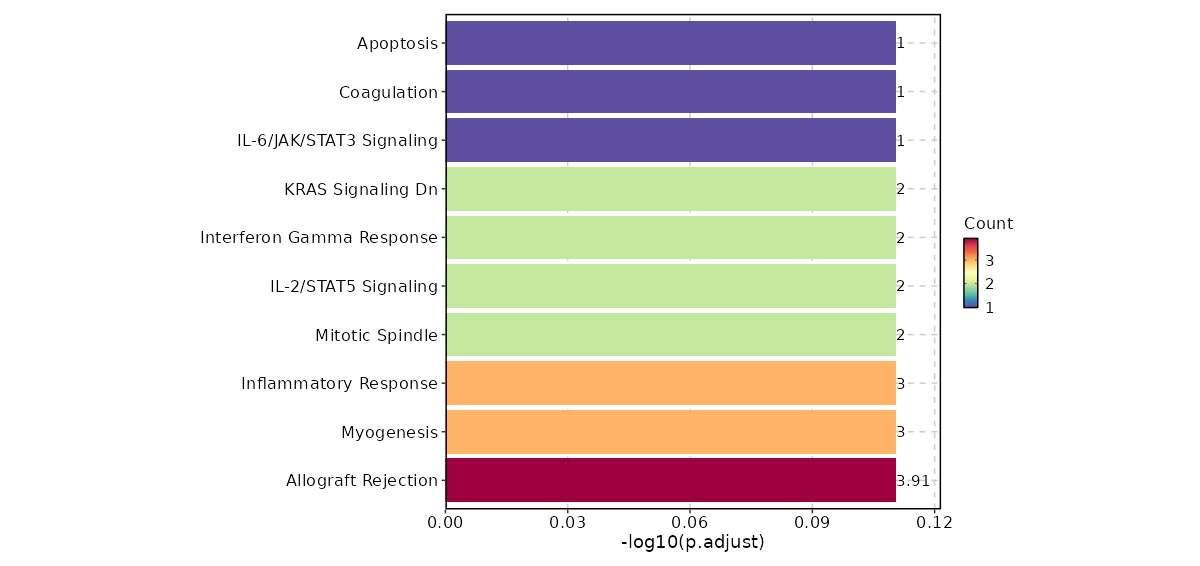 Apoptosis 1
Coagulation 1
IL-6/JAK/STAT3 Signaling 1
KRAS Signaling Dn 2
Interferon Gamma Response 2
IL-2/STAT5 Signaling 2
Mitotic Spindle 2
Inflammatory Response 3
Myogenesis 3
Allograft Rejection 3.91
0.00 0.03 0.06 0.09 0.12
-log10(p.adjust)
Count
3
2
1